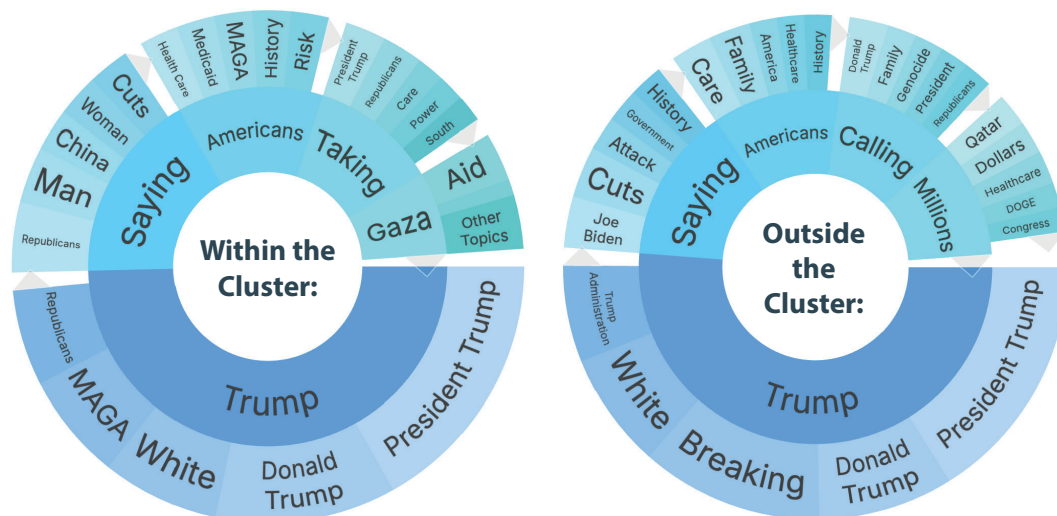 Within the
Cluster:
Trump
Saying
Americans
Taking
Gaza
Republicans
MAGA
White
Donald
Trump
President Trump
Republicans
Man
China
Woman
Cuts
Health Care
Medicaid
MAGA
History
Risk
President
Trump
Republicans
Care
Power
South
Aid
Other
Topics
Outside
the
Cluster:
Trump
Saying
Americans
Calling
Millions
Trump
Administration
White
Breaking
Donald
Trump
President Trump
Joe
Biden
Cuts
Attack
Government
History
Care
Family
America
Healthcare
History
Donald
Trump
Family
Genocide
President
Republicans
Qatar
Dollars
Healthcare
DOGE
Congress